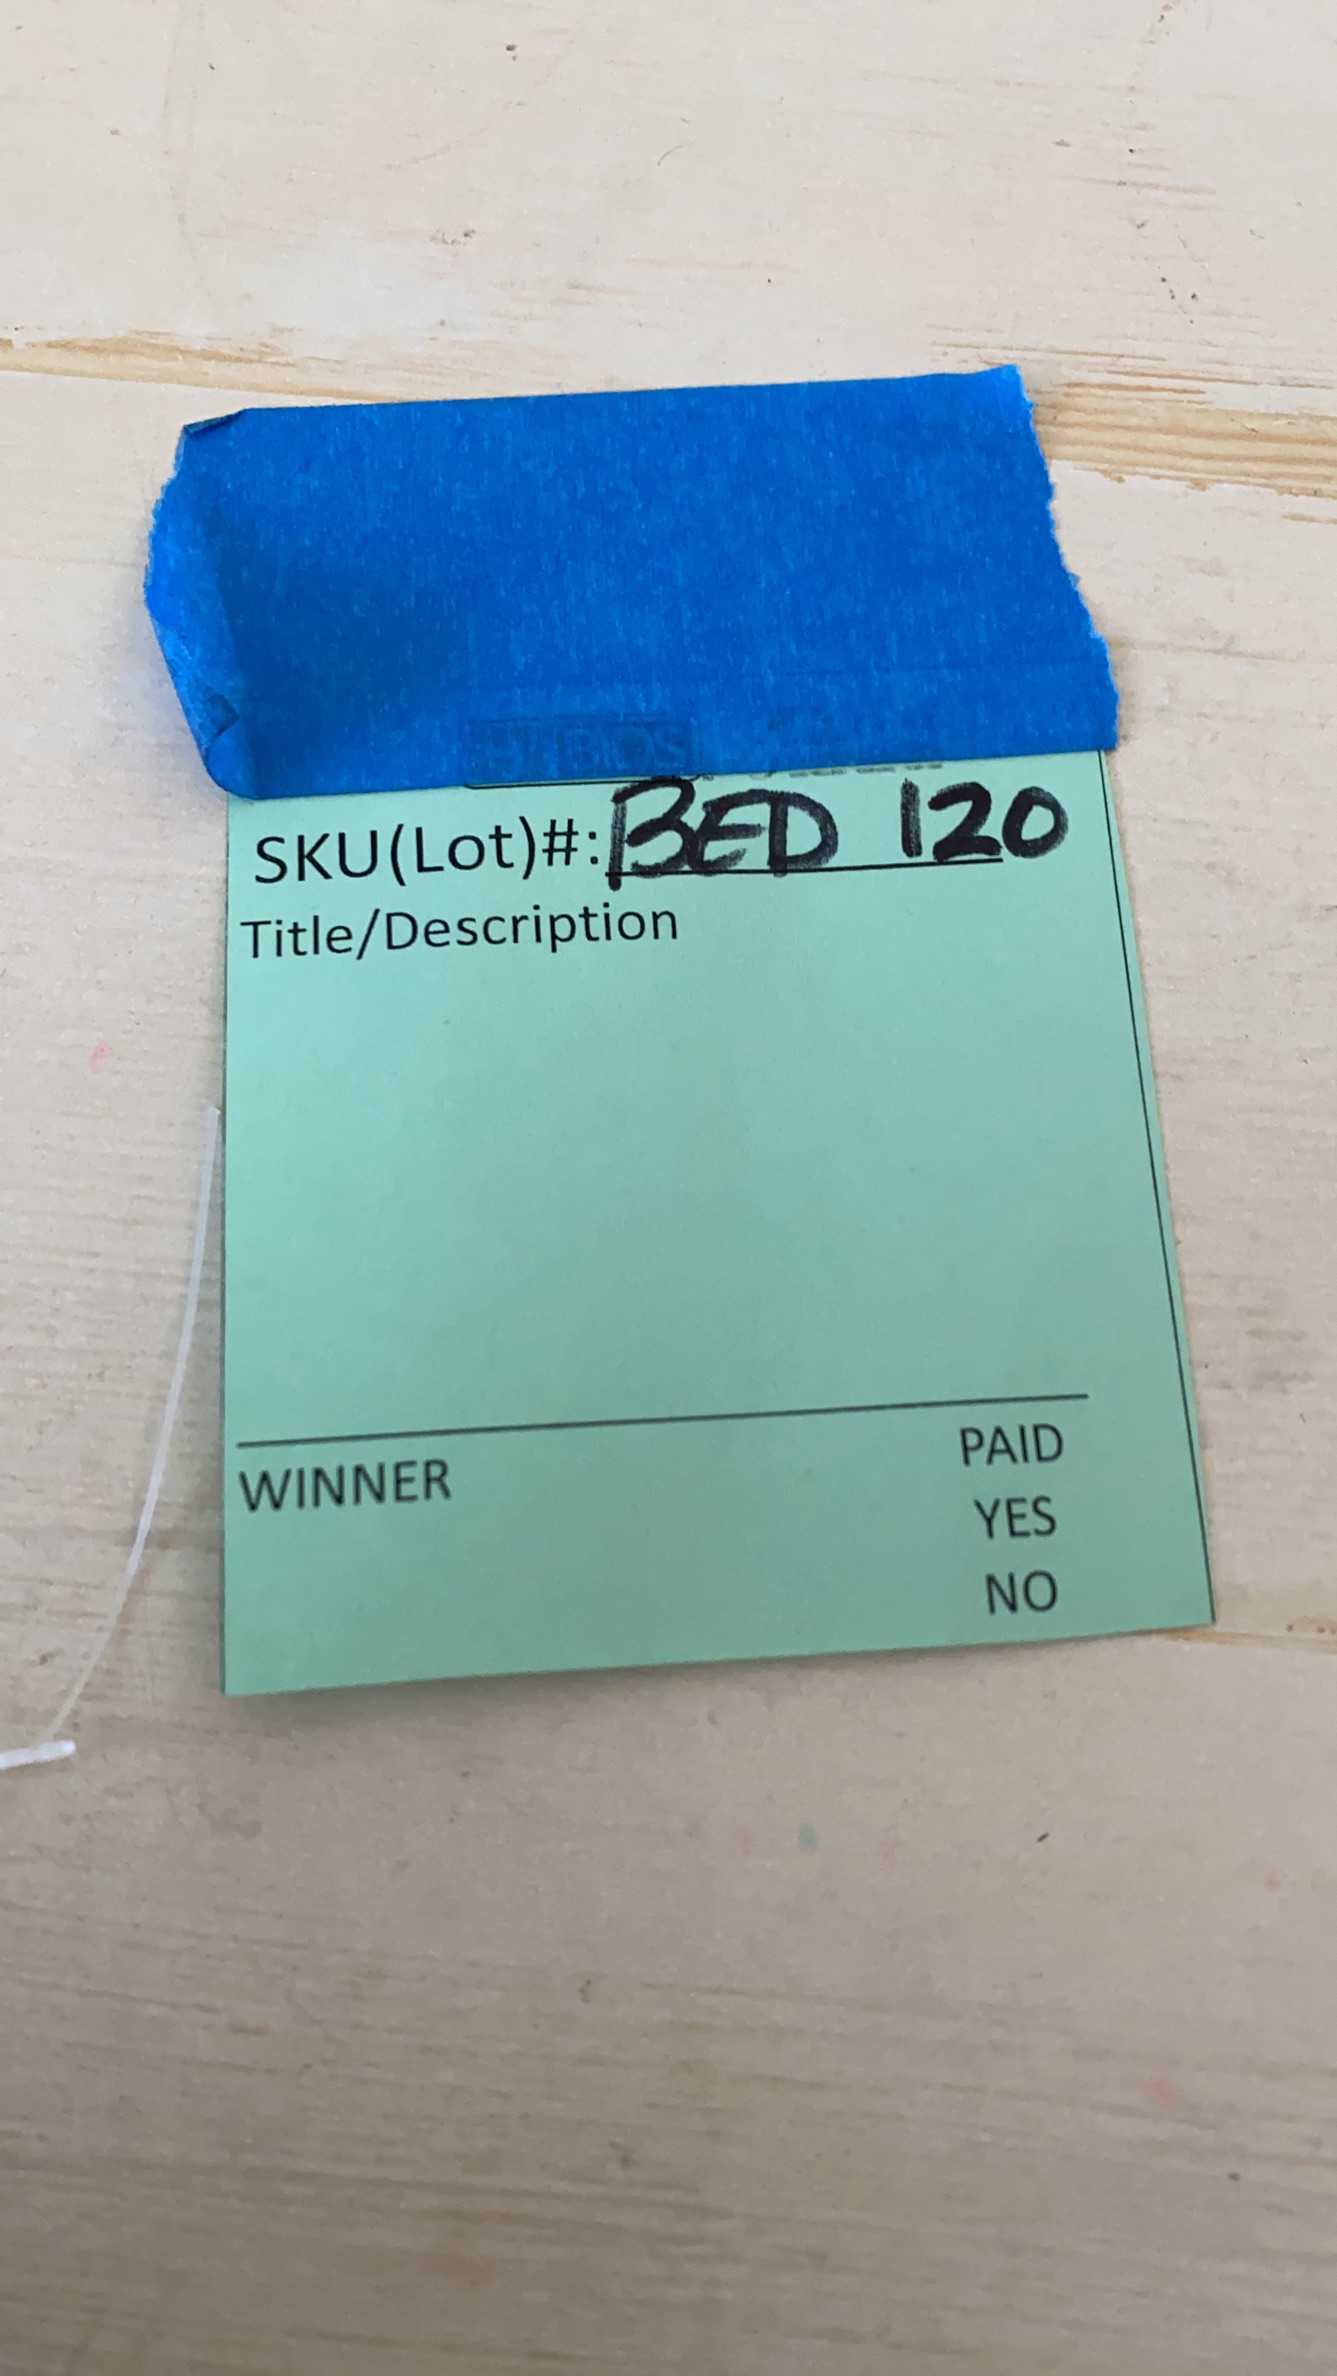 SKU(Lot)#: BED 120
Title/Description
WINNER
PAID
YES
NO